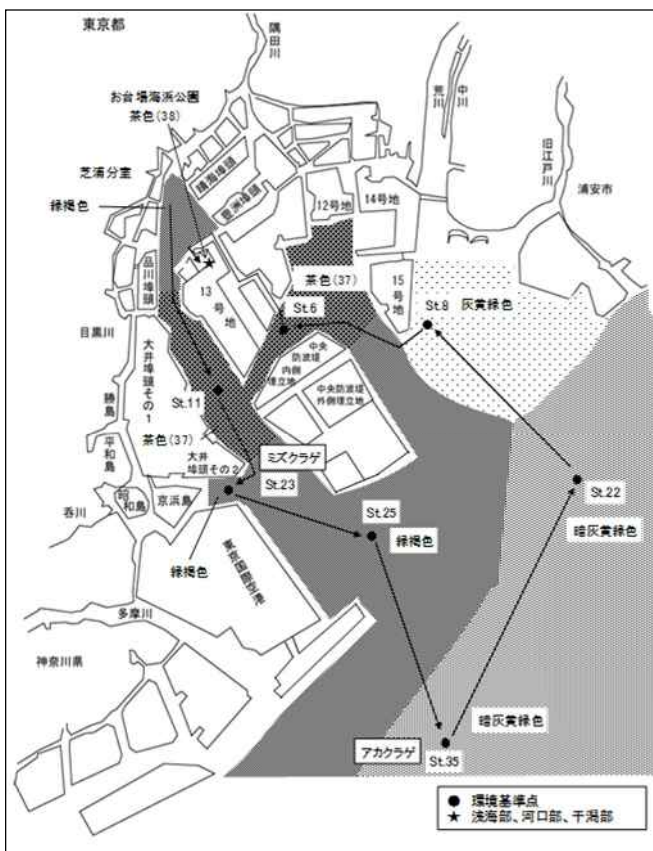 東京都
隅田川
荒川
中川
旧江戸川
浦安市
お台場海浜公園
茶色(38)
芝浦分室
緑褐色
晴海埠頭
豊洲埠頭
12号地
14号地
15号地
13号地
品川埠頭
目黒川
茶色(37)
St.6
St.8
灰黄緑色
中央
防波堤
内側
埋立地
中央防波堤
外側埋立地
大井埠頭その1
St.11
勝島
茶色(37)
平和島
大井
埠頭その2
ミズクラゲ
昭和島
京浜島
St.23
St.25
緑褐色
St.22
暗灰黄緑色
呑川
緑褐色
東京国際空港
多摩川
神奈川県
暗灰黄緑色
アカクラゲ
St.35
● 環境基準点
★ 浅海部、河口部、干潟部